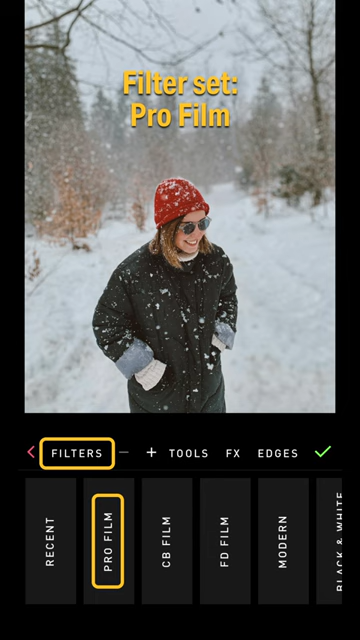 Filter set:
Pro Film
FILTERS
TOOLS
FX
EDGES
RECENT
PRO FILM
CB FILM
FD FILM
MODERN
BLACK & WHITE